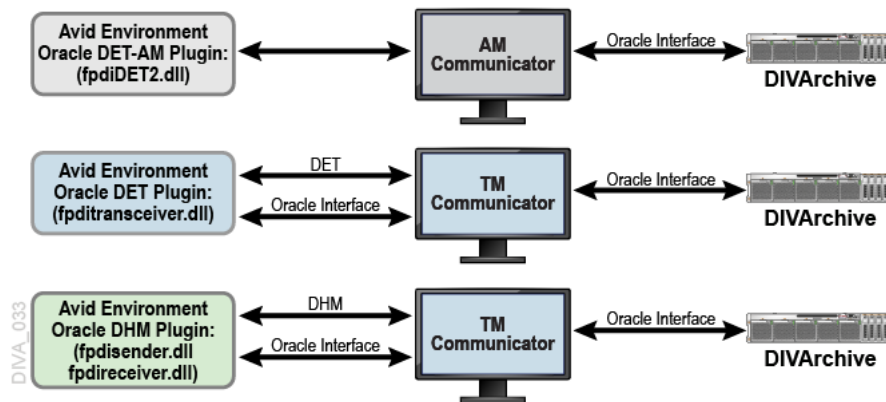 Avid Environment
Oracle DET-AM Plugin:
(fpdiDET2.dll)
AM
Communicator
Oracle Interface
DIVArchive
Avid Environment
Oracle DET Plugin:
(fpditransceiver.dll)
DET
Oracle Interface
TM
Communicator
Oracle Interface
DIVArchive
Avid Environment
Oracle DHM Plugin:
(fpdisender.dll
fpdireceiver.dll)
DHM
Oracle Interface
TM
Communicator
Oracle Interface
DIVArchive
DIVA_033